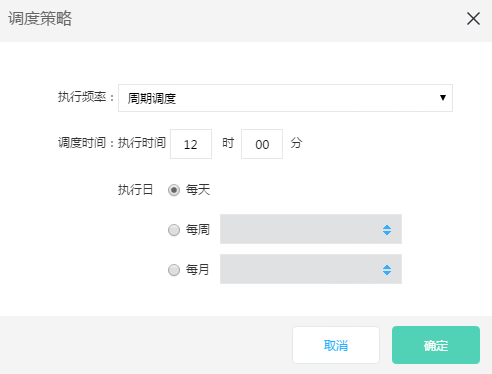 调度策略
执行频率： 周期调度
调度时间：执行时间 12 时 00 分
执行日 每天
每周
每月
取消 确定